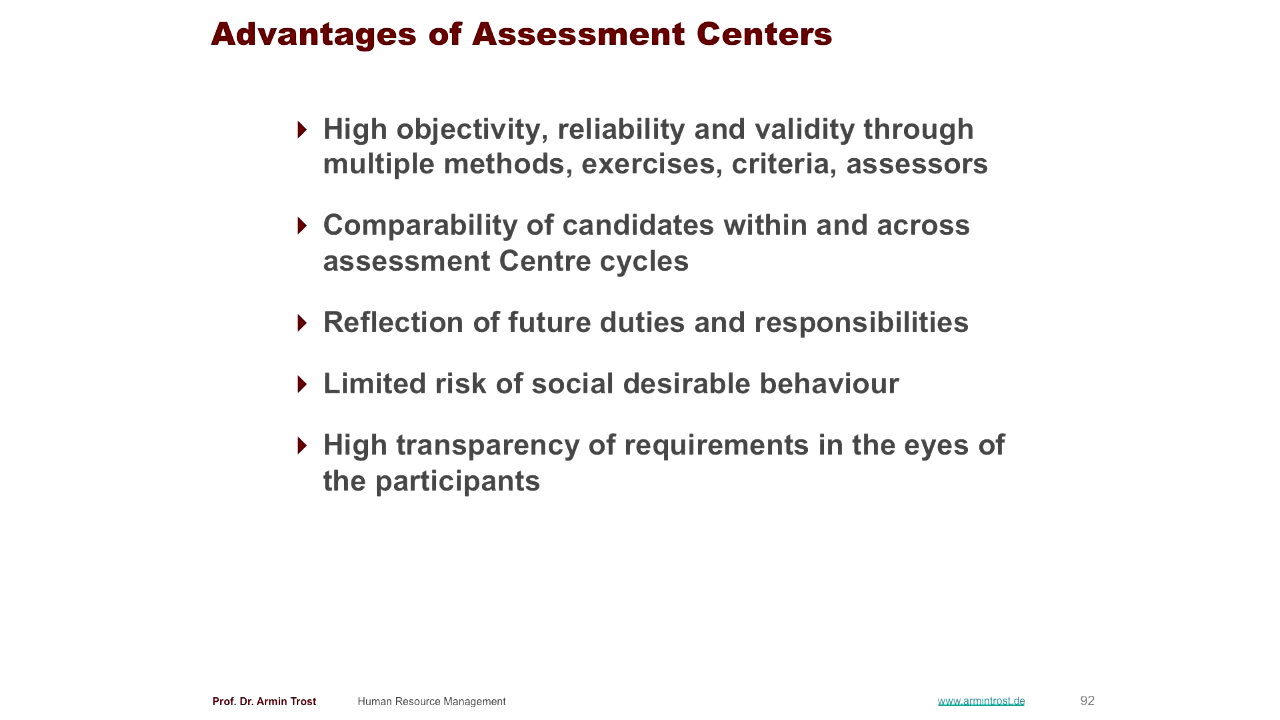 Advantages of Assessment Centers
High objectivity, reliability and validity through
multiple methods, exercises, criteria, assessors
Comparability of candidates within and across
assessment Centre cycles
Reflection of future duties and responsibilities
Limited risk of social desirable behaviour
High transparency of requirements in the eyes of
the participants
Prof. Dr. Armin Trost Human Resource Management www.armintrost.de 92